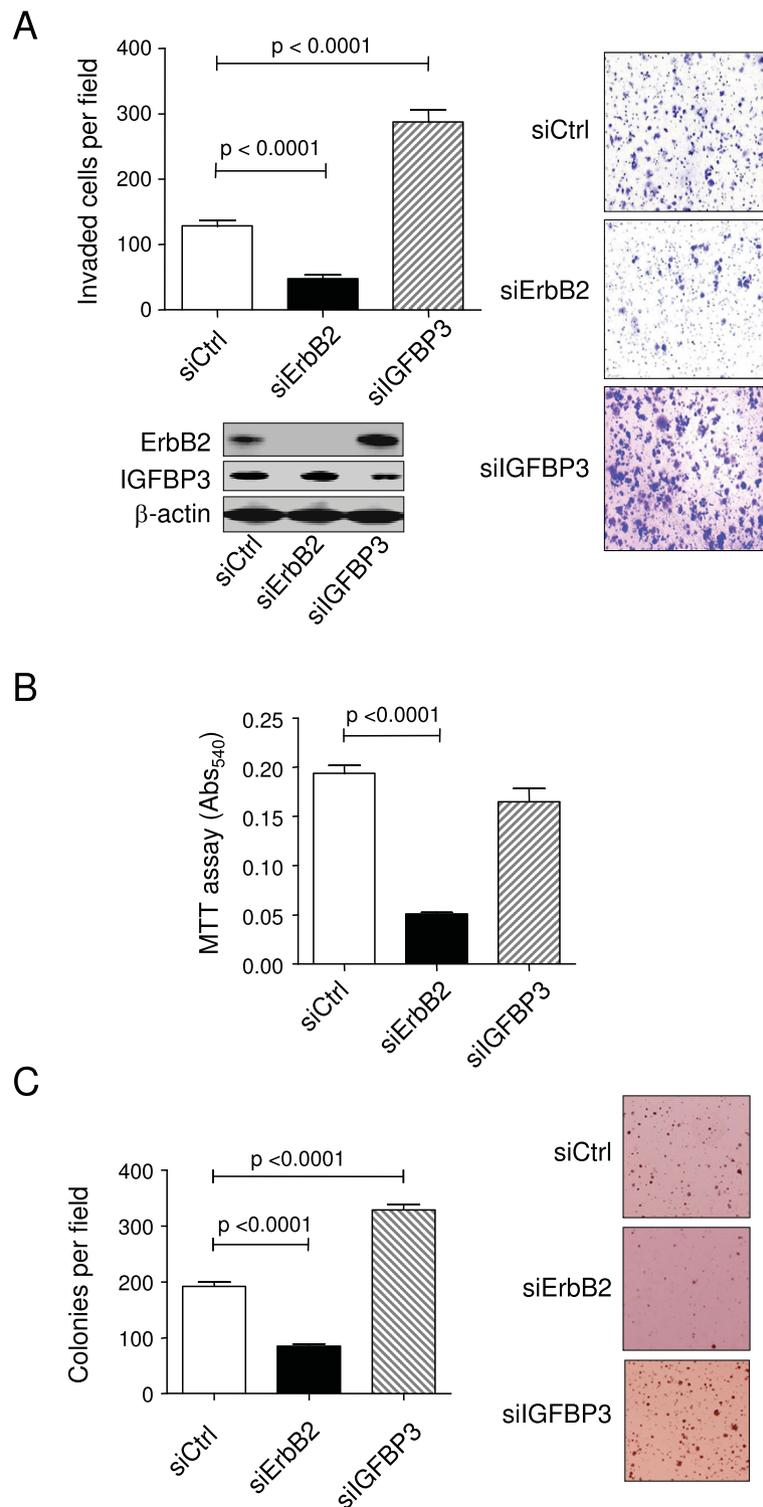 A
Invaded cells per field
400
300
200
100
0
p < 0.0001
p < 0.0001
siCtrl
siErbB2
siIGFBP3
siCtrl
siErbB2
siIGFBP3
ErbB2
IGFBP3
β-actin
siCtrl
siErbB2
siIGFBP3
B
MTT assay (Abs540)
0.25
0.20
0.15
0.10
0.05
0.00
p <0.0001
siCtrl
siErbB2
siIGFBP3
C
Colonies per field
400
300
200
100
0
p <0.0001
p <0.0001
siCtrl
siErbB2
siIGFBP3
siCtrl
siErbB2
siIGFBP3